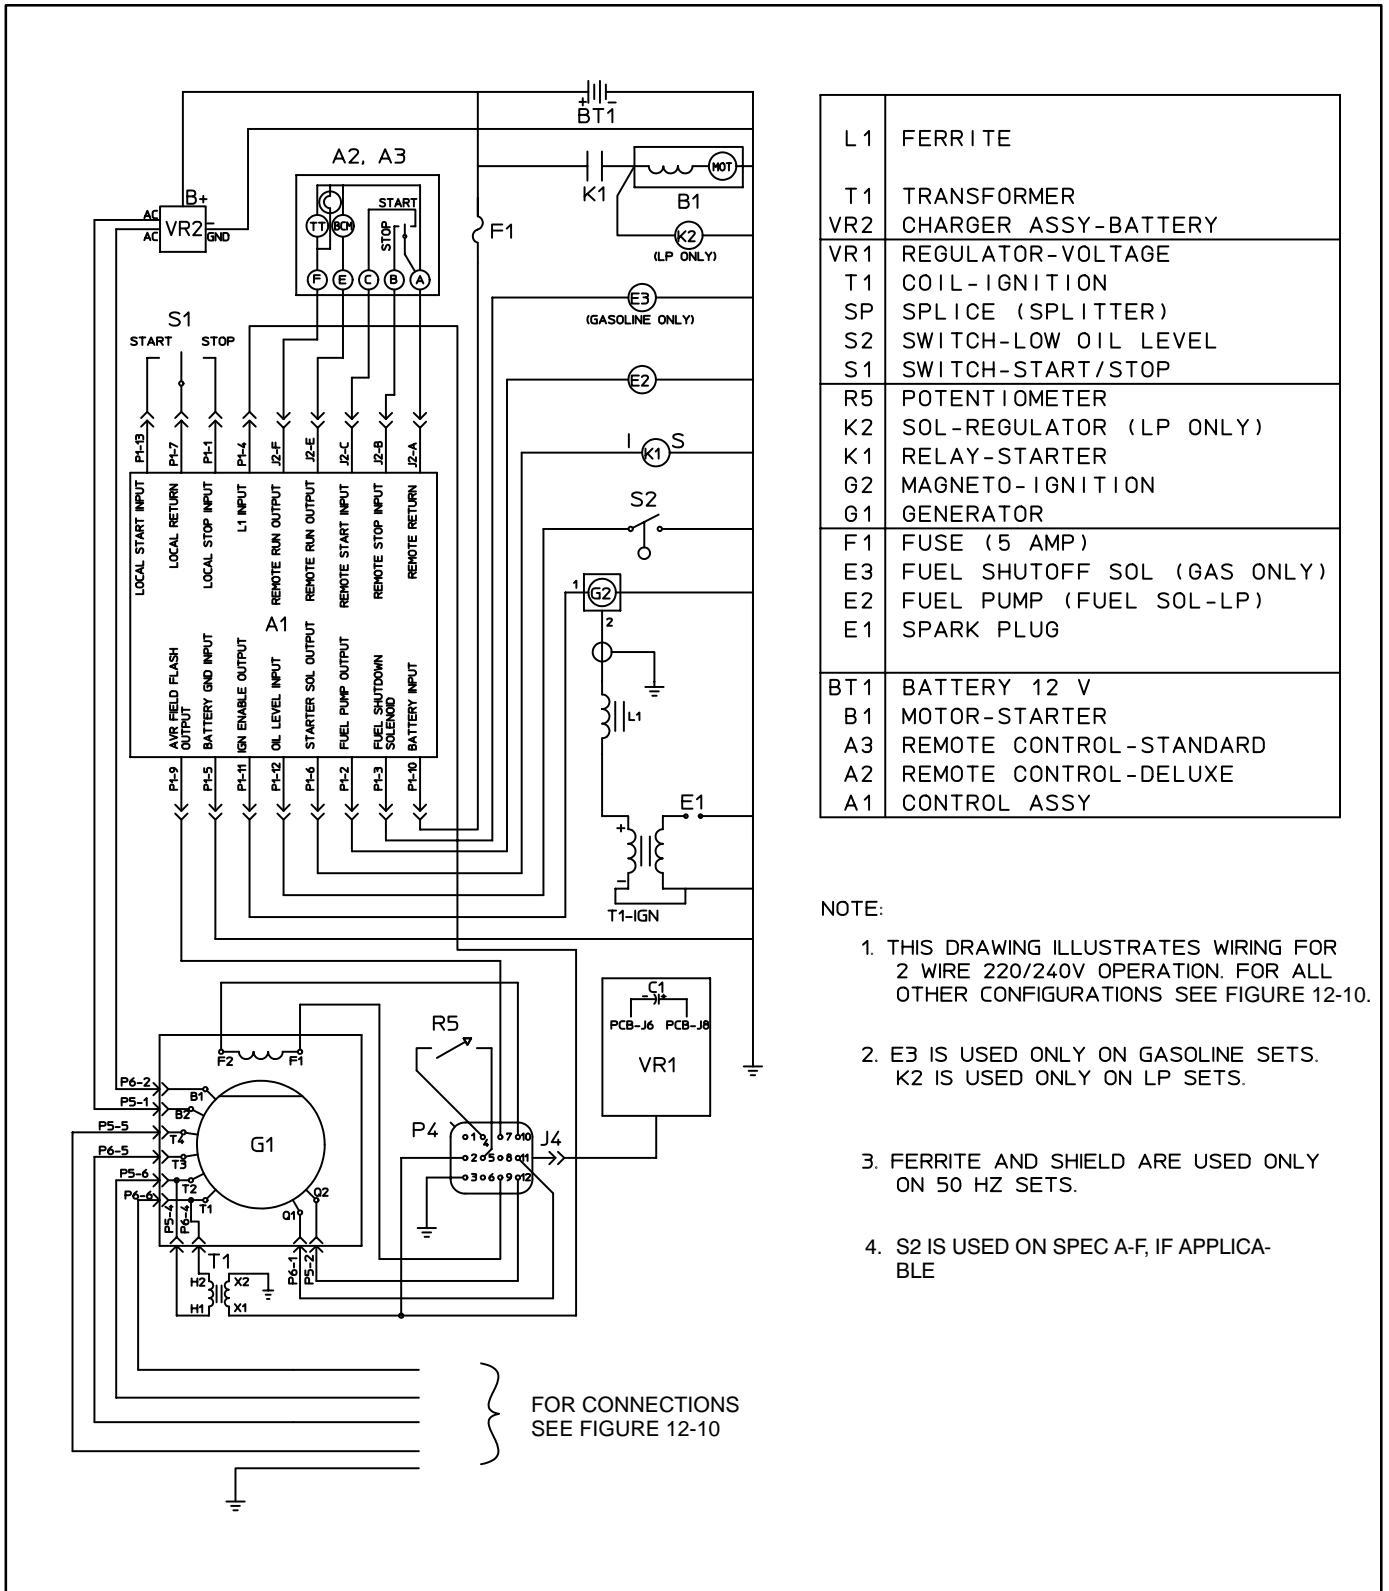 BT1
+ -
A2, A3
K1
MOT
B1
K2
(LP ONLY)
B+
AC
AC
VR2
-
GND
TT
BCM
START
STOP
F E C B A
F1
E3
(GASOLINE ONLY)
S1
START STOP
E2
I K1 S
S2
P1-13
P1-7
P1-1
P1-4
J2-F
J2-E
J2-C
J2-B
J2-A
LOCAL START INPUT
LOCAL RETURN
LOCAL STOP INPUT
L1 INPUT
REMOTE RUN OUTPUT
REMOTE RUN OUTPUT
REMOTE START INPUT
REMOTE STOP INPUT
REMOTE RETURN
A1
AVR FIELD FLASH
OUTPUT
BATTERY GND INPUT
IGN ENABLE OUTPUT
OIL LEVEL INPUT
STARTER SOL OUTPUT
FUEL PUMP OUTPUT
FUEL SHUTDOWN
SOLENOID
BATTERY INPUT
P1-9
P1-5
P1-11
P1-12
P1-6
P1-2
P1-3
P1-10
1
G2
2
L1
E1
+
-
T1-IGN
C1
- +
PCB-J6 PCB-J8
VR1
R5
P4
J4
1 4 7 10
2 5 8 11
3 6 9 12
F2 F1
P6-2
B1
P5-1
B2
P5-5
T4
P6-5
T3
P5-6
T2
P6-6
T1
G1
Q2
Q1
P5-4
P6-4
P6-1
P5-2
T1
H2 X2
H1 X1
FOR CONNECTIONS
SEE FIGURE 12-10
L1 FERRITE
T1 TRANSFORMER
VR2 CHARGER ASSY-BATTERY
VR1 REGULATOR-VOLTAGE
T1 COIL-IGNITION
SP SPLICE (SPLITTER)
S2 SWITCH-LOW OIL LEVEL
S1 SWITCH-START/STOP
R5 POTENTIOMETER
K2 SOL-REGULATOR (LP ONLY)
K1 RELAY-STARTER
G2 MAGNETO-IGNITION
G1 GENERATOR
F1 FUSE (5 AMP)
E3 FUEL SHUTOFF SOL (GAS ONLY)
E2 FUEL PUMP (FUEL SOL-LP)
E1 SPARK PLUG
BT1 BATTERY 12 V
B1 MOTOR-STARTER
A3 REMOTE CONTROL-STANDARD
A2 REMOTE CONTROL-DELUXE
A1 CONTROL ASSY
NOTE:
1. THIS DRAWING ILLUSTRATES WIRING FOR
2 WIRE 220/240V OPERATION. FOR ALL
OTHER CONFIGURATIONS SEE FIGURE 12-10.
2. E3 IS USED ONLY ON GASOLINE SETS.
K2 IS USED ONLY ON LP SETS.
3. FERRITE AND SHIELD ARE USED ONLY
ON 50 HZ SETS.
4. S2 IS USED ON SPEC A-F, IF APPLICA-
BLE